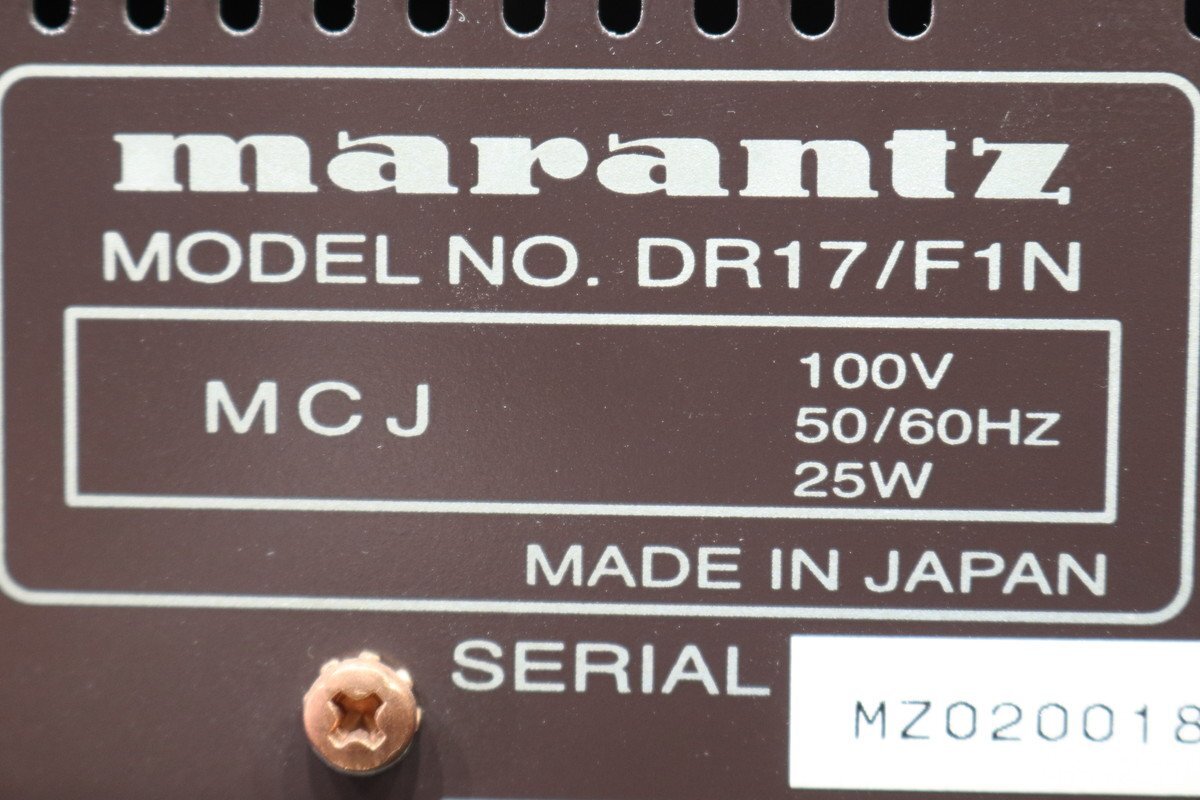 marantz
MODEL NO. DR17/F1N
MCJ
100V
50/60Hz
25W
MADE IN JAPAN
SERIAL
MZ020018